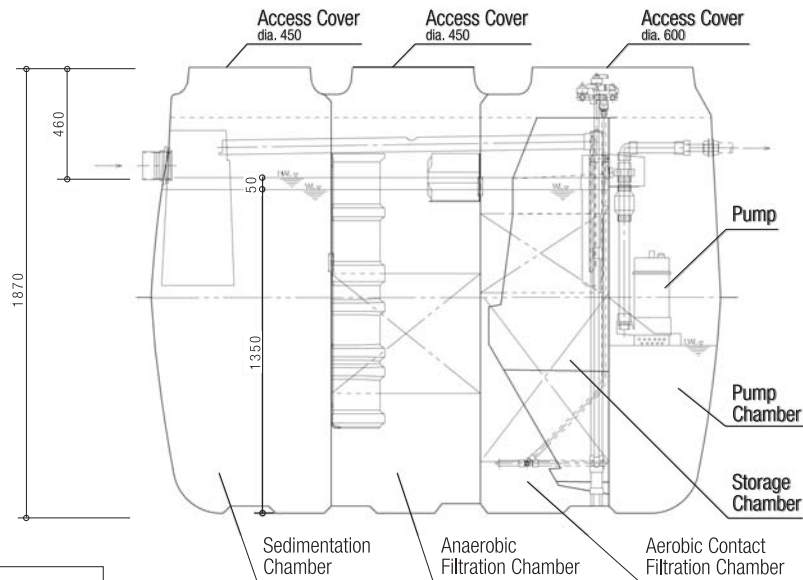 Access Cover
dia. 450
Access Cover
dia. 450
Access Cover
dia. 600
460
50
H.W.L.
W.L.
W.L.
1870
1350
Pump
H.W.L.
Pump
Chamber
Storage
Chamber
Sedimentation
Chamber
Anaerobic
Filtration Chamber
Aerobic Contact
Filtration Chamber